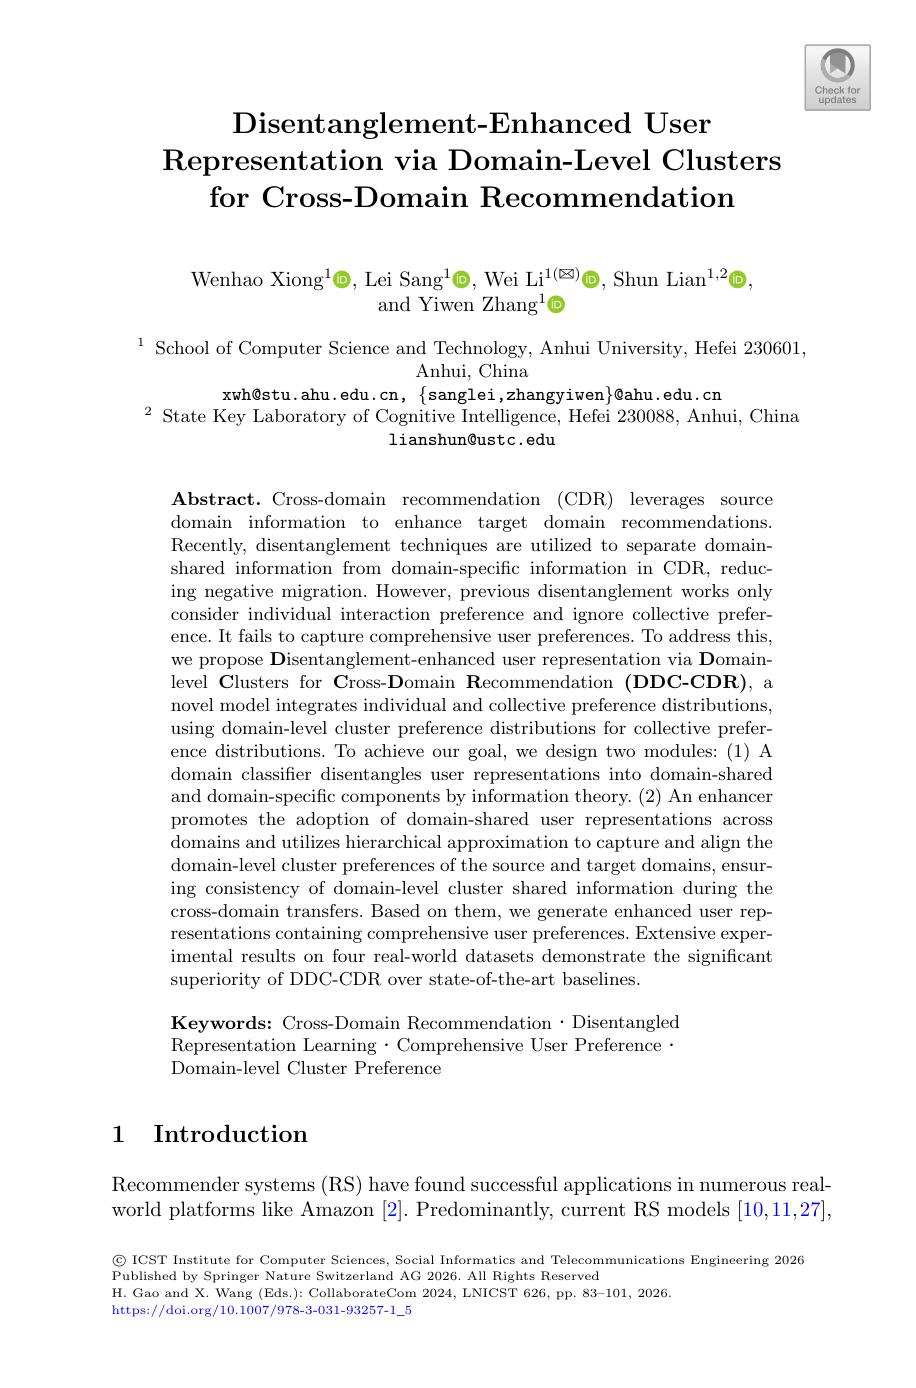 Check for
updates
Disentanglement-Enhanced User
Representation via Domain-Level Clusters
for Cross-Domain Recommendation
Wenhao Xiong1, Lei Sang1, Wei Li1(✉), Shun Lian1,2,
and Yiwen Zhang1
1 School of Computer Science and Technology, Anhui University, Hefei 230601,
Anhui, China
xwh@stu.ahu.edu.cn, {sanglei,zhangyiwen}@ahu.edu.cn
2 State Key Laboratory of Cognitive Intelligence, Hefei 230088, Anhui, China
lianshun@ustc.edu
Abstract. Cross-domain recommendation (CDR) leverages source
domain information to enhance target domain recommendations.
Recently, disentanglement techniques are utilized to separate domain-
shared information from domain-specific information in CDR, reduc-
ing negative migration. However, previous disentanglement works only
consider individual interaction preference and ignore collective prefer-
ence. It fails to capture comprehensive user preferences. To address this,
we propose Disentanglement-enhanced user representation via Domain-
level Clusters for Cross-Domain Recommendation (DDC-CDR), a
novel model integrates individual and collective preference distributions,
using domain-level cluster preference distributions for collective prefer-
ence distributions. To achieve our goal, we design two modules: (1) A
domain classifier disentangles user representations into domain-shared
and domain-specific components by information theory. (2) An enhancer
promotes the adoption of domain-shared user representations across
domains and utilizes hierarchical approximation to capture and align the
domain-level cluster preferences of the source and target domains, ensur-
ing consistency of domain-level cluster shared information during the
cross-domain transfers. Based on them, we generate enhanced user rep-
resentations containing comprehensive user preferences. Extensive exper-
imental results on four real-world datasets demonstrate the significant
superiority of DDC-CDR over state-of-the-art baselines.
Keywords: Cross-Domain Recommendation · Disentangled
Representation Learning · Comprehensive User Preference ·
Domain-level Cluster Preference
1 Introduction
Recommender systems (RS) have found successful applications in numerous real-
world platforms like Amazon [2]. Predominantly, current RS models [10,11,27],
© ICST Institute for Computer Sciences, Social Informatics and Telecommunications Engineering 2026
Published by Springer Nature Switzerland AG 2026. All Rights Reserved
H. Gao and X. Wang (Eds.): CollaborateCom 2024, LNICST 626, pp. 83–101, 2026.
https://doi.org/10.1007/978-3-031-93257-1_5